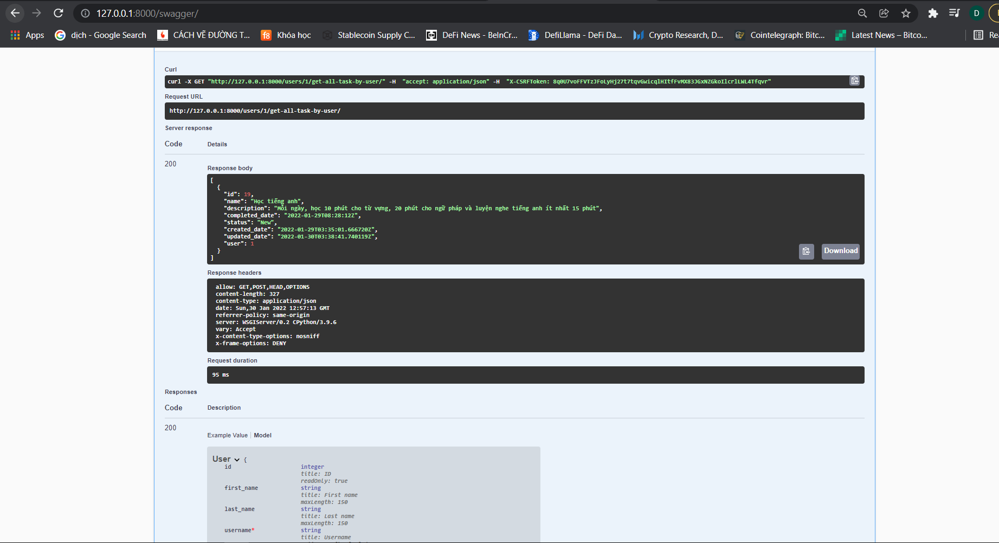 127.0.0.1:8000/swagger/
D
Apps
dịch - Google Search
CÁCH VẼ ĐƯỜNG T...
f8
Khóa học
Stablecoin Supply C...
DeFi News - BeInCr...
DefiLlama - DeFi Da...
Crypto Research, D...
Cointelegraph: Bitc...
Latest News – Bitco...
Curl
curl -X GET "http://127.0.0.1:8000/users/1/get-all-task-by-user/" -H  "accept: application/json" -H  "X-CSRFToken: 8q0U7voFFVTzJFoLyHj27t7tqvGwicqlHItfFvMX83JGxNZGkoIlcrlLWL4Tfqvr"
Request URL
http://127.0.0.1:8000/users/1/get-all-task-by-user/
Server response
Code
Details
200
Response body
[
{
"id": 19,
"name": "Học tiếng anh",
"description": "Mỗi ngày, học 10 phút cho từ vựng, 20 phút cho ngữ pháp và luyện nghe tiếng anh ít nhất 15 phút",
"completed_date": "2022-01-29T08:28:12Z",
"status": "New",
"created_date": "2022-01-29T03:35:01.666720Z",
"updated_date": "2022-01-30T03:38:41.740119Z",
"user": 1
}
]
Download
Response headers
allow: GET,POST,HEAD,OPTIONS
content-length: 327
content-type: application/json
date: Sun,30 Jan 2022 12:57:13 GMT
referrer-policy: same-origin
server: WSGIServer/0.2 CPython/3.9.6
vary: Accept
x-content-type-options: nosniff
x-frame-options: DENY
Request duration
95 ms
Responses
Code
Description
200
Example Value
Model
User {
id
integer
title: ID
readOnly: true
first_name
string
title: First name
maxLength: 150
last_name
string
title: Last name
maxLength: 150
username*
string
title: Username